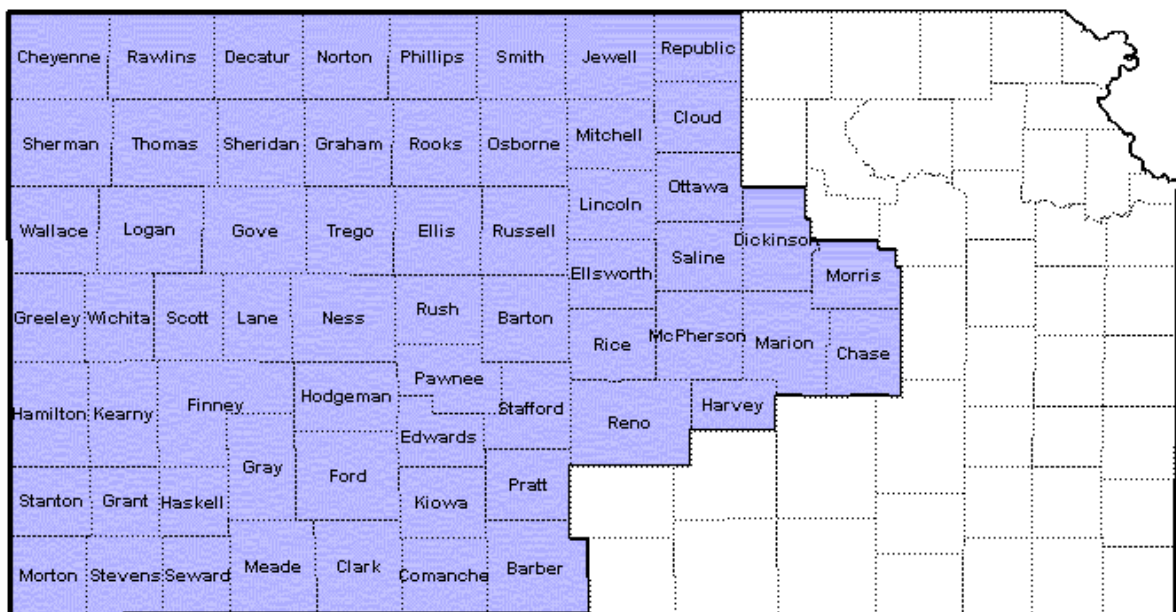 Cheyenne Rawlins Decatur Norton Phillips Smith Jewell Republic
Sherman Thomas Sheridan Graham Rooks Osborne Mitchell Cloud
Wallace Logan Gove Trego Ellis Russell Lincoln Ottawa
Ellsworth Saline Dickinson Morris
Greeley Wichita Scott Lane Ness Rush Barton Rice McPherson Marion Chase
Hamilton Kearny Finney Hodgeman Pawnee Stafford Reno Harvey
Edwards
Gray Ford
Stanton Grant Haskell Kiowa Pratt
Morton Stevens Seward Meade Clark Comanche Barber